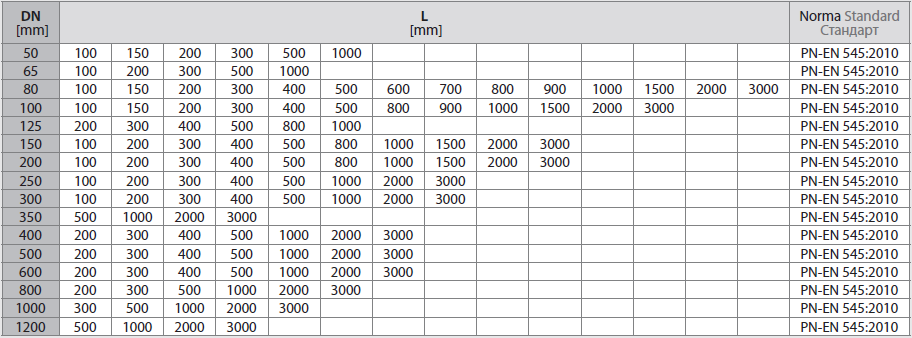 DN L Norma Standard
[mm] [mm] Стандарт
50 100 150 200 300 500 1000 PN-EN 545:2010
65 100 200 300 500 1000 PN-EN 545:2010
80 100 150 200 300 400 500 600 700 800 900 1000 1500 2000 3000 PN-EN 545:2010
100 100 150 200 300 400 500 800 900 1000 1500 2000 3000 PN-EN 545:2010
125 200 300 400 500 800 1000 PN-EN 545:2010
150 100 200 300 400 500 800 1000 1500 2000 3000 PN-EN 545:2010
200 100 200 300 400 500 800 1000 1500 2000 3000 PN-EN 545:2010
250 100 200 300 400 500 1000 2000 3000 PN-EN 545:2010
300 100 200 300 400 500 1000 2000 3000 PN-EN 545:2010
350 500 1000 2000 3000 PN-EN 545:2010
400 200 300 400 500 1000 2000 3000 PN-EN 545:2010
500 200 300 400 500 1000 2000 3000 PN-EN 545:2010
600 200 300 400 500 1000 2000 3000 PN-EN 545:2010
800 200 300 500 1000 2000 3000 PN-EN 545:2010
1000 300 500 1000 2000 3000 PN-EN 545:2010
1200 500 1000 2000 3000 PN-EN 545:2010